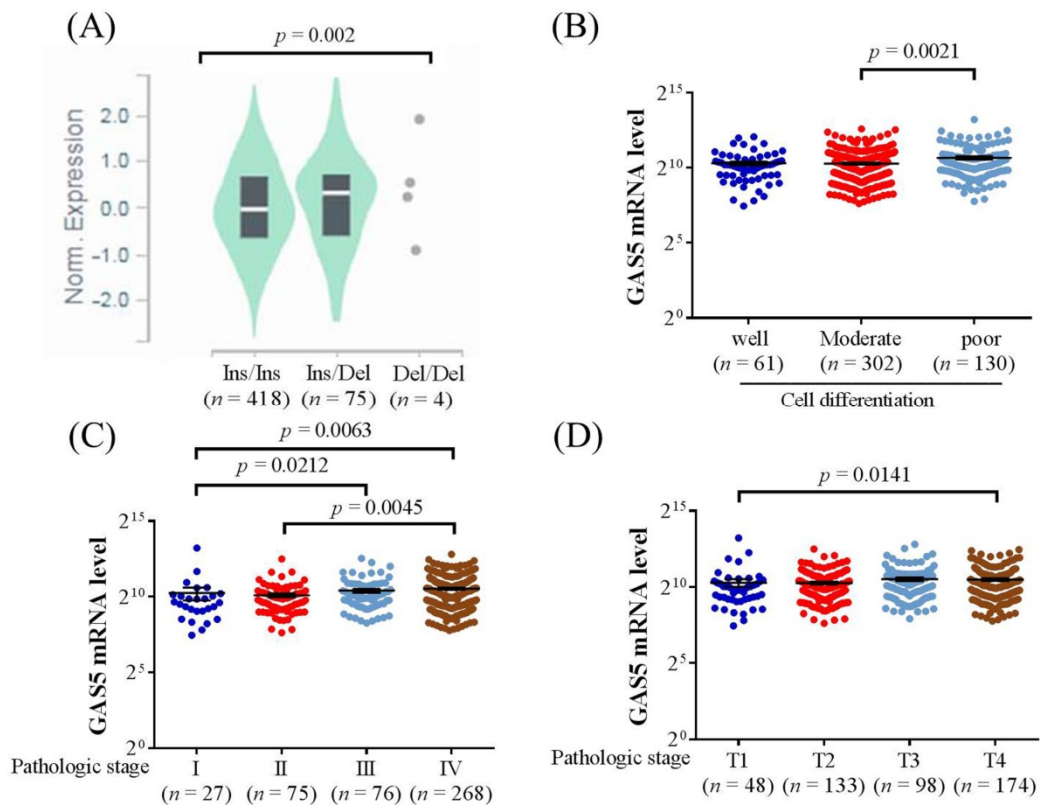 (A)
p = 0.002
Norm. Expression
2.0
1.0
0.0
-1.0
-2.0
Ins/Ins Ins/Del Del/Del
(n = 418) (n = 75) (n = 4)
(B)
p = 0.0021
GAS5 mRNA level
2^15
2^10
2^5
2^0
well Moderate poor
(n = 61) (n = 302) (n = 130)
Cell differentiation
(C)
p = 0.0063
p = 0.0212
p = 0.0045
GAS5 mRNA level
2^15
2^10
2^5
2^0
Pathologic stage I II III IV
(n = 27) (n = 75) (n = 76) (n = 268)
(D)
p = 0.0141
GAS5 mRNA level
2^15
2^10
2^5
2^0
Pathologic stage T1 T2 T3 T4
(n = 48) (n = 133) (n = 98) (n = 174)